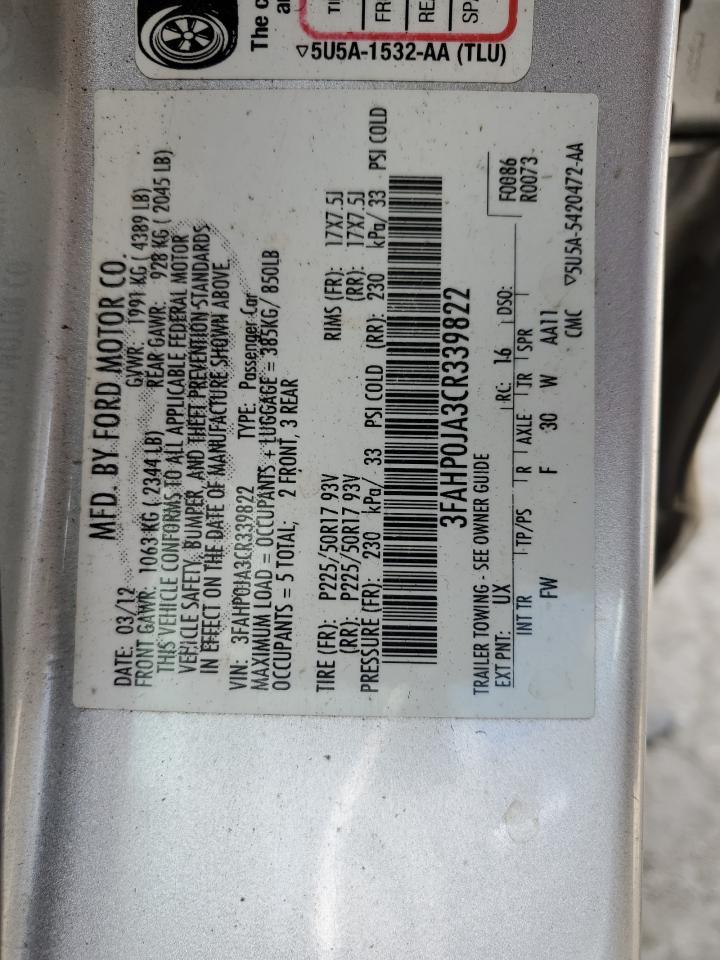 The c
an
TI
FR
RE
SP
▽5U5A-1532-AA (TLU)
MFD. BY FORD MOTOR CO.
DATE: 03/12 GVWR: 1991 KG ( 4389 LB)
FRONT GAWR: 1063 KG ( 2344 LB) REAR GAWR: 928 KG ( 2045 LB)
THIS VEHICLE CONFORMS TO ALL APPLICABLE FEDERAL MOTOR
VEHICLE SAFETY, BUMPER, AND THEFT PREVENTION STANDARDS
IN EFFECT ON THE DATE OF MANUFACTURE SHOWN ABOVE.
VIN: 3FAHP0JA3CR339822 TYPE: Passenger Car
MAXIMUM LOAD = OCCUPANTS + LUGGAGE = 385KG/ 850LB
OCCUPANTS = 5 TOTAL; 2 FRONT, 3 REAR
TIRE (FR): P225/50R17 93V RIMS (FR): 17X7.5J
(RR): P225/50R17 93V (RR): 17X7.5J
PRESSURE (FR): 230 kPa/ 33 PSI COLD (RR): 230 kPa/ 33 PSI COLD
3FAHP0JA3CR339822
TRAILER TOWING - SEE OWNER GUIDE
EXT PNT: UX RC: 16 DSO: F0086
R0073
INT TR TP/PS R AXLE TR SPR
FW F 30 W AA11
CMC ▽5U5A-5420472-AA